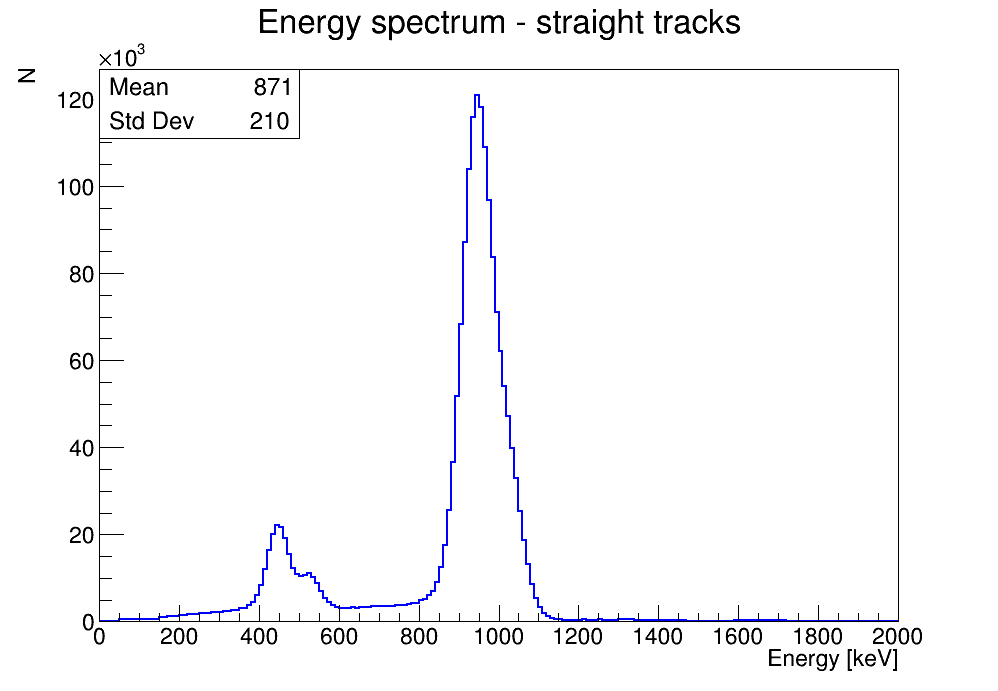 Energy spectrum - straight tracks
×10³
N
Mean 871
Std Dev 210
120
100
80
60
40
20
0
0 200 400 600 800 1000 1200 1400 1600 1800 2000
Energy [keV]